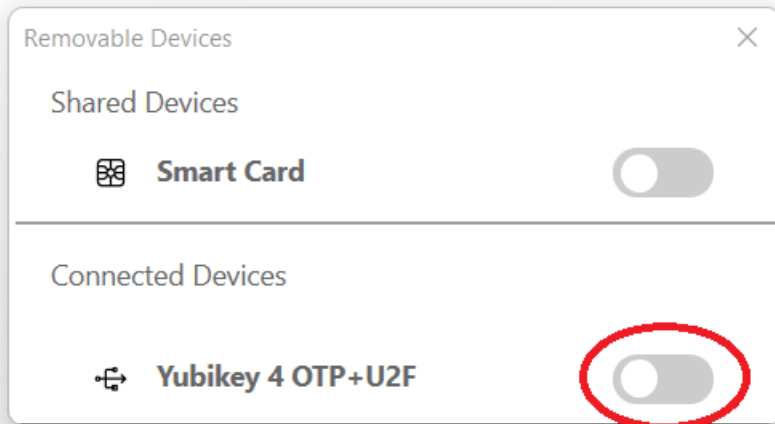 Removable Devices
Shared Devices
Smart Card
Connected Devices
Yubikey 4 OTP+U2F